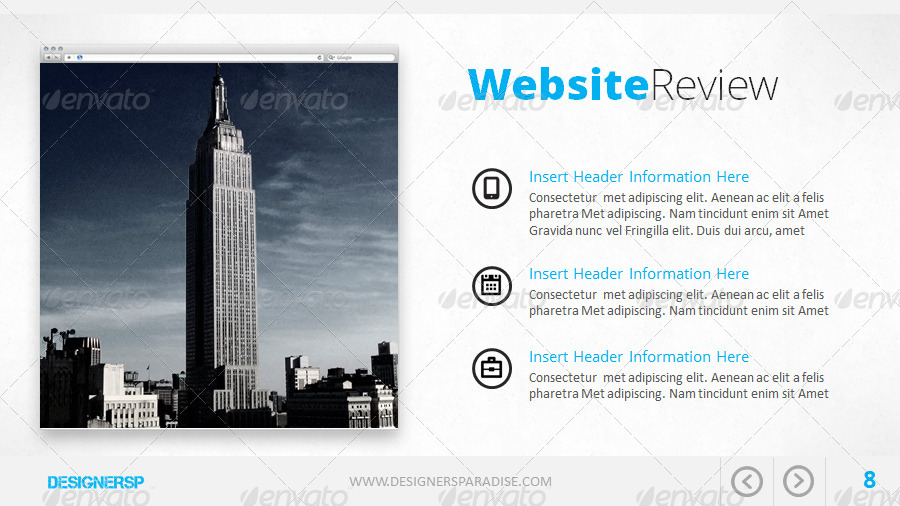 Google
WebsiteReview
Insert Header Information Here
Consectetur met adipiscing elit. Aenean ac elit a felis
pharetra Met adipiscing. Nam tincidunt enim sit Amet
Gravida nunc vel Fringilla elit. Duis dui arcu, amet
Insert Header Information Here
Consectetur met adipiscing elit. Aenean ac elit a felis
pharetra Met adipiscing. Nam tincidunt enim sit Amet
Insert Header Information Here
Consectetur met adipiscing elit. Aenean ac elit a felis
pharetra Met adipiscing. Nam tincidunt enim sit Amet
DESIGNERSP
WWW.DESIGNERSPARADISE.COM
8
envato